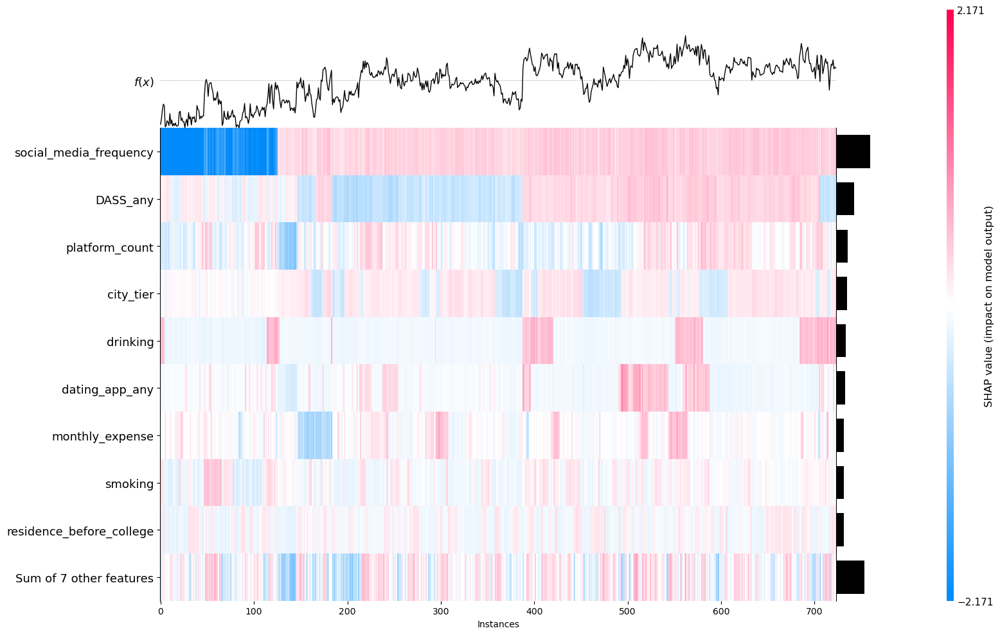 2.171
f(x)
social_media_frequency
DASS_any
platform_count
city_tier
drinking
dating_app_any
monthly_expense
smoking
residence_before_college
Sum of 7 other features
0 100 200 300 400 500 600 700
Instances
−2.171
SHAP value (impact on model output)